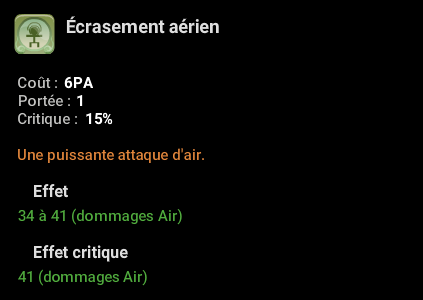 Écrasement aérien
Coût : 6PA
Portée : 1
Critique : 15%
Une puissante attaque d'air.
Effet
34 à 41 (dommages Air)
Effet critique
41 (dommages Air)